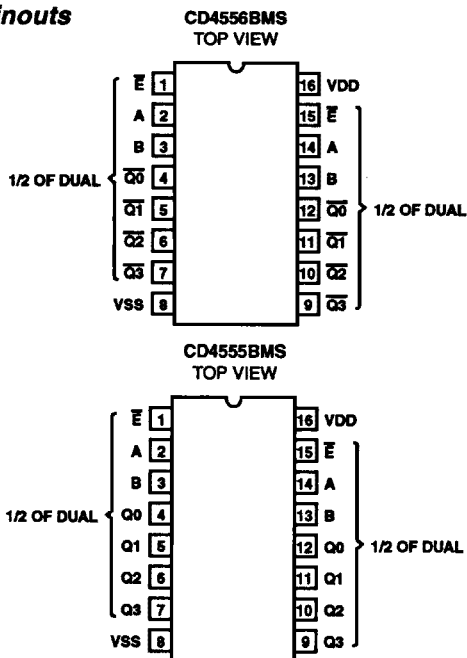 inouts
CD4556BMS
TOP VIEW
E̅ 1 16 VDD
A 2 15 E̅
B 3 14 A
1/2 OF DUAL Q̅0̅ 4 13 B
Q̅1̅ 5 12 Q̅0̅ 1/2 OF DUAL
Q̅2̅ 6 11 Q̅1̅
Q̅3̅ 7 10 Q̅2̅
VSS 8 9 Q̅3̅
CD4555BMS
TOP VIEW
E̅ 1 16 VDD
A 2 15 E̅
B 3 14 A
1/2 OF DUAL Q0 4 13 B
Q1 5 12 Q0 1/2 OF DUAL
Q2 6 11 Q1
Q3 7 10 Q2
VSS 8 9 Q3